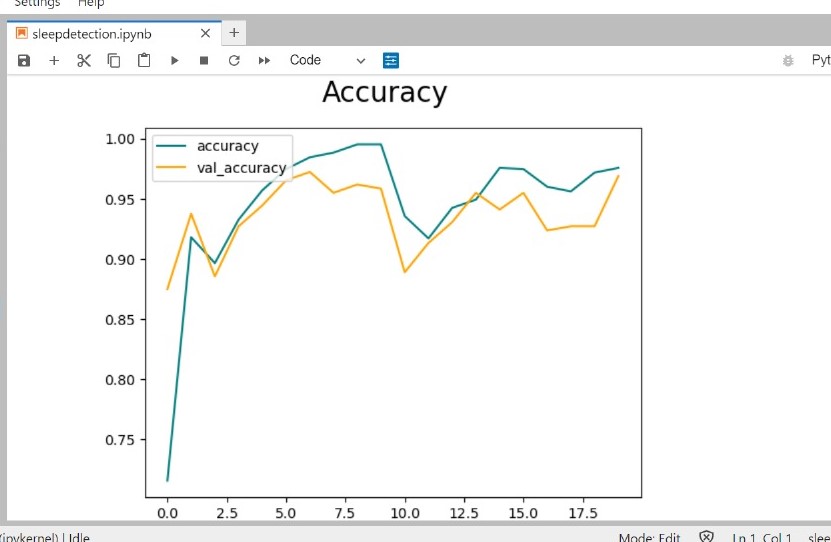 Settings Help
sleepdetection.ipynb
Code
Pyt
Accuracy
accuracy
val_accuracy
1.00
0.95
0.90
0.85
0.80
0.75
0.0 2.5 5.0 7.5 10.0 12.5 15.0 17.5
(ipykernel) | Idle Mode: Edit Ln 1, Col 1 slee